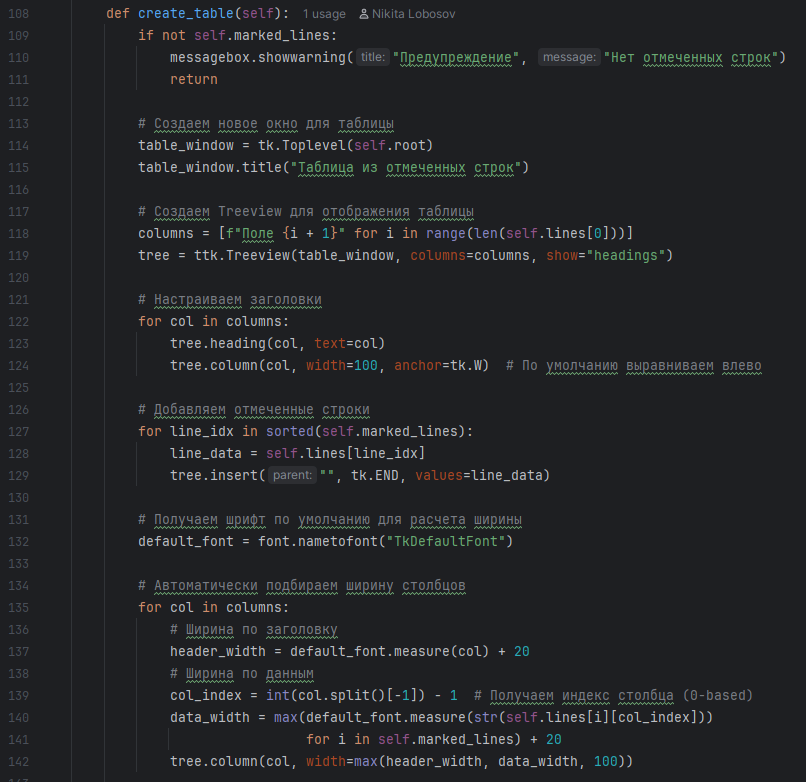 108 def create_table(self): 1 usage Nikita Lobosov
109 if not self.marked_lines:
110 messagebox.showwarning( title: "Предупреждение", message: "Нет отмеченных строк")
111 return
112
113 # Создаем новое окно для таблицы
114 table_window = tk.Toplevel(self.root)
115 table_window.title("Таблица из отмеченных строк")
116
117 # Создаем Treeview для отображения таблицы
118 columns = [f"Поле {i + 1}" for i in range(len(self.lines[0]))]
119 tree = ttk.Treeview(table_window, columns=columns, show="headings")
120
121 # Настраиваем заголовки
122 for col in columns:
123 tree.heading(col, text=col)
124 tree.column(col, width=100, anchor=tk.W) # По умолчанию выравниваем влево
125
126 # Добавляем отмеченные строки
127 for line_idx in sorted(self.marked_lines):
128 line_data = self.lines[line_idx]
129 tree.insert( parent: "", tk.END, values=line_data)
130
131 # Получаем шрифт по умолчанию для расчета ширины
132 default_font = font.nametofont("TkDefaultFont")
133
134 # Автоматически подбираем ширину столбцов
135 for col in columns:
136 # Ширина по заголовку
137 header_width = default_font.measure(col) + 20
138 # Ширина по данным
139 col_index = int(col.split()[-1]) - 1 # Получаем индекс столбца (0-based)
140 data_width = max(default_font.measure(str(self.lines[i][col_index]))
141 for i in self.marked_lines) + 20
142 tree.column(col, width=max(header_width, data_width, 100))